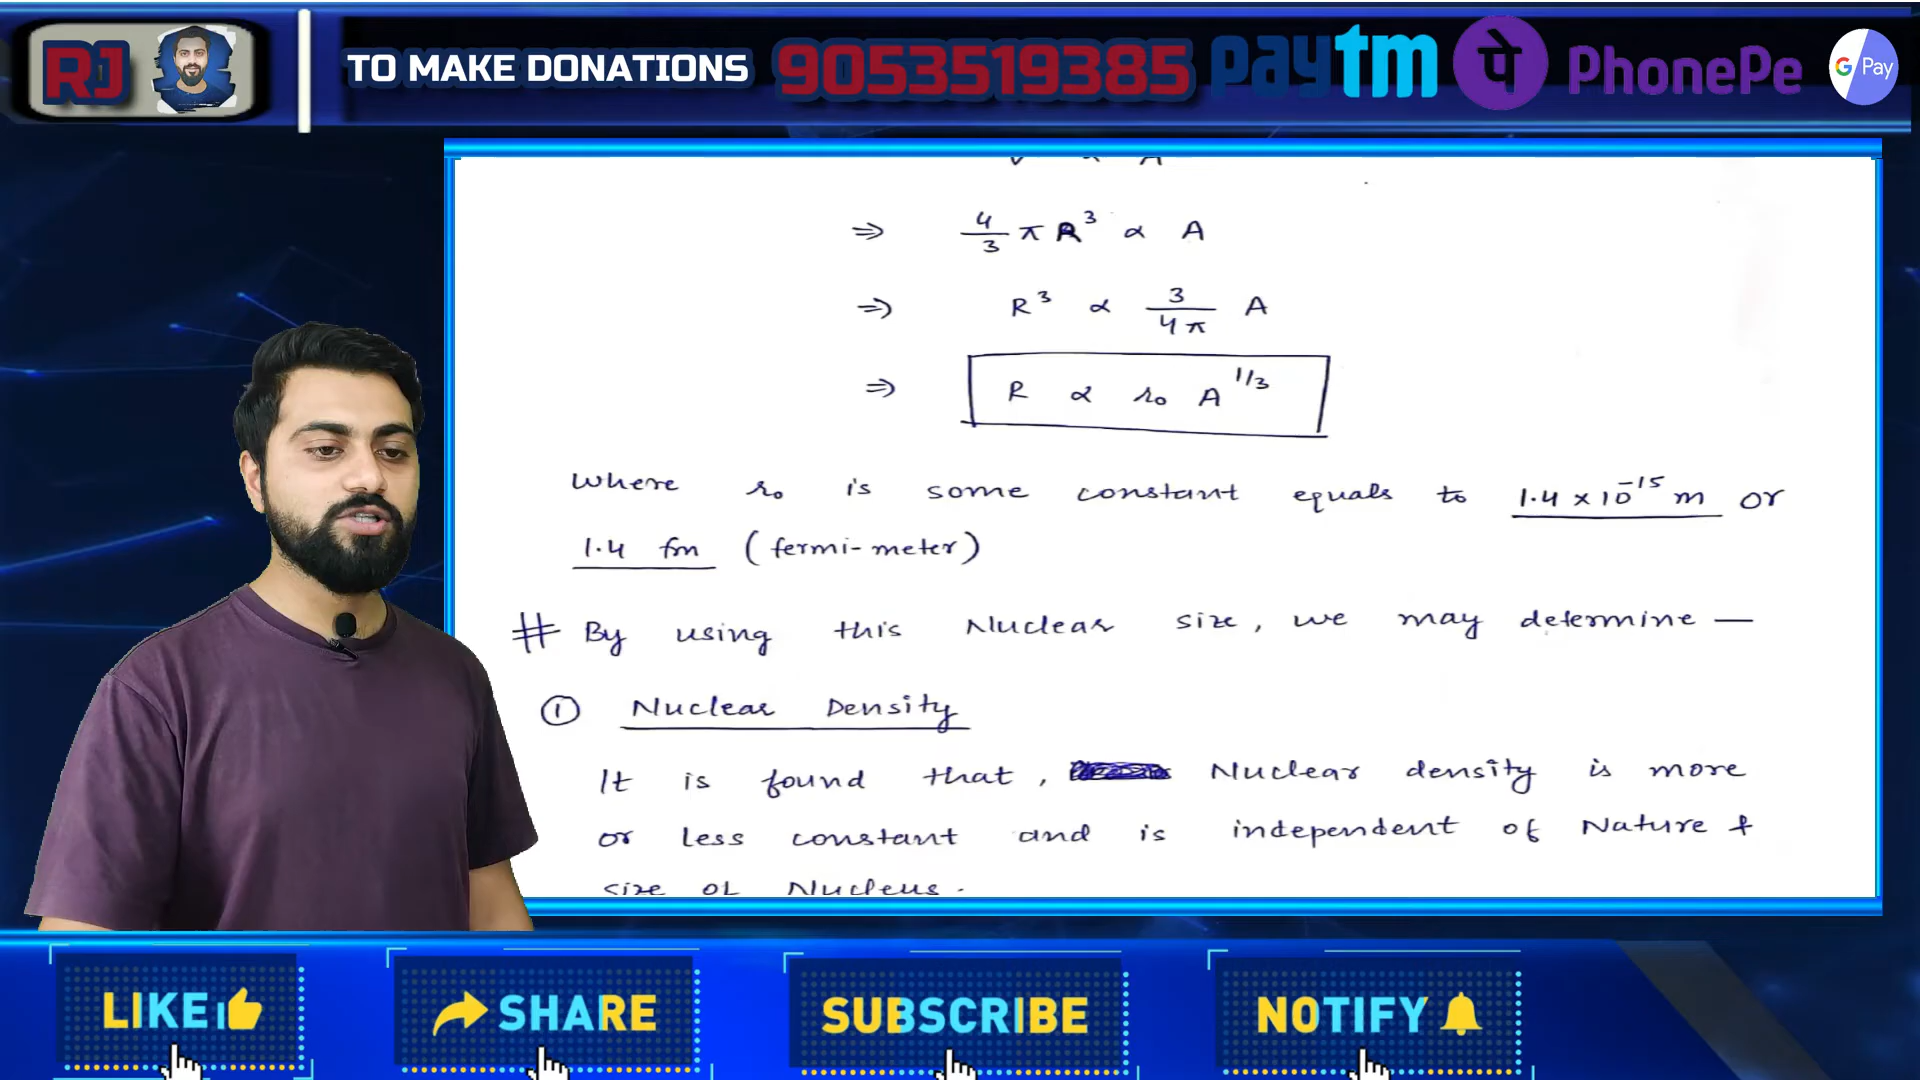 RJ
TO MAKE DONATIONS 9053519385 paytm पे PhonePe G Pay
⇒ 4/3 π R³ ∝ A
⇒ R³ ∝ 3/4π A
⇒ R ∝ r₀ A^1/3
Where r₀ is some constant equals to 1.4 × 10⁻¹⁵ m or
1.4 fm (fermi-meter)
# By using this Nuclear size, we may determine —
① Nuclear Density
It is found that, Nuclear density is more
or less constant and is independent of Nature &
size of Nucleus.
LIKE SHARE SUBSCRIBE NOTIFY